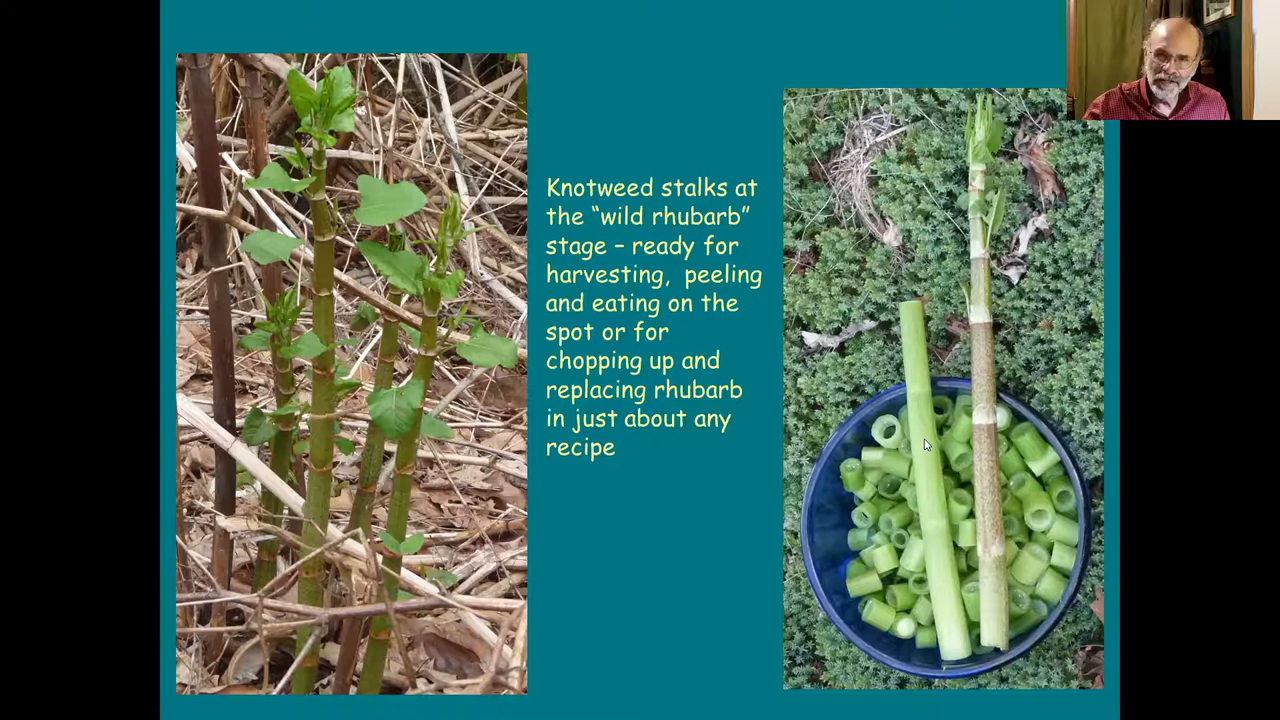 Knotweed stalks at
the “wild rhubarb”
stage – ready for
harvesting,  peeling
and eating on the
spot or for
chopping up and
replacing rhubarb
in just about any
recipe